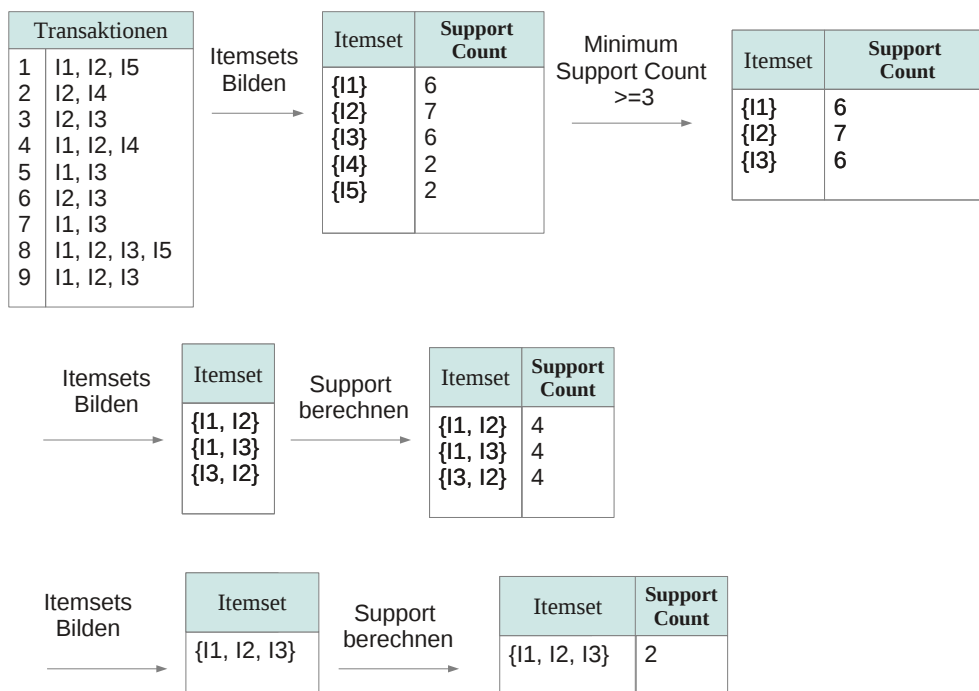 Transaktionen
1 I1, I2, I5
2 I2, I4
3 I2, I3
4 I1, I2, I4
5 I1, I3
6 I2, I3
7 I1, I3
8 I1, I2, I3, I5
9 I1, I2, I3
Itemsets
Bilden
Itemset Support
Count
{I1} 6
{I2} 7
{I3} 6
{I4} 2
{I5} 2
Minimum
Support Count
>=3
Itemset Support
Count
{I1} 6
{I2} 7
{I3} 6
Itemsets
Bilden
Itemset
{I1, I2}
{I1, I3}
{I3, I2}
Support
berechnen
Itemset Support
Count
{I1, I2} 4
{I1, I3} 4
{I3, I2} 4
Itemsets
Bilden
Itemset
{I1, I2, I3}
Support
berechnen
Itemset Support
Count
{I1, I2, I3} 2